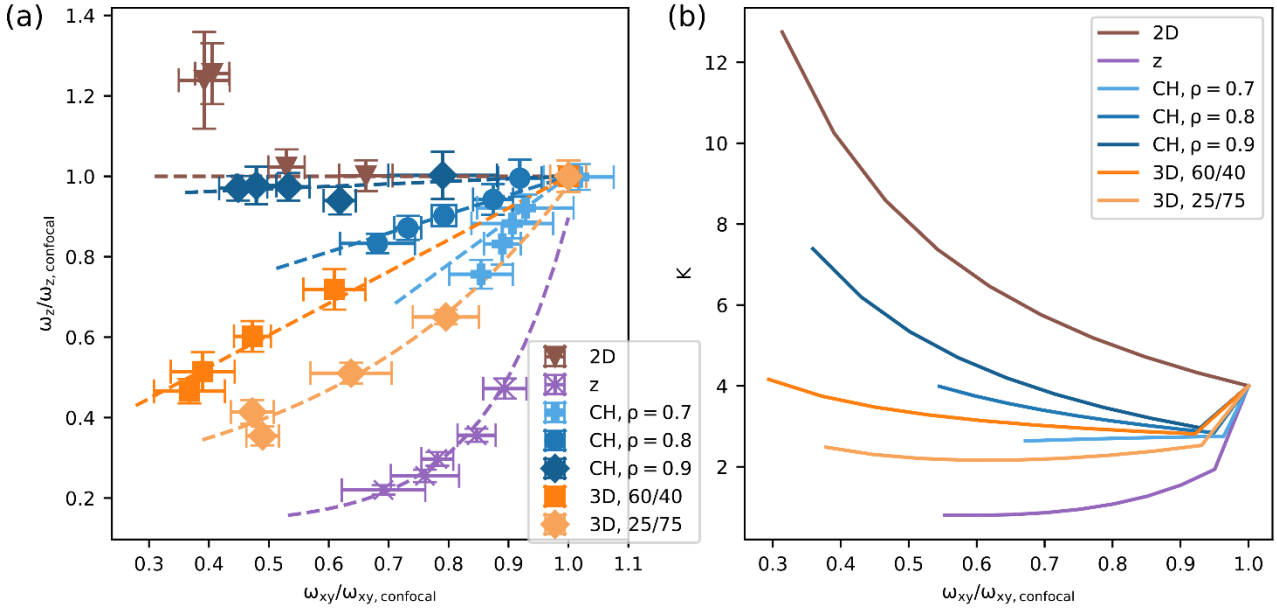 (a)
1.4
1.2
1.0
0.8
0.6
0.4
0.2
ωz/ωz, confocal
0.3 0.4 0.5 0.6 0.7 0.8 0.9 1.0 1.1
ωxy/ωxy, confocal
2D
z
CH, ρ = 0.7
CH, ρ = 0.8
CH, ρ = 0.9
3D, 60/40
3D, 25/75
(b)
12
10
8
6
4
2
K
0.3 0.4 0.5 0.6 0.7 0.8 0.9 1.0
ωxy/ωxy, confocal
2D
z
CH, ρ = 0.7
CH, ρ = 0.8
CH, ρ = 0.9
3D, 60/40
3D, 25/75